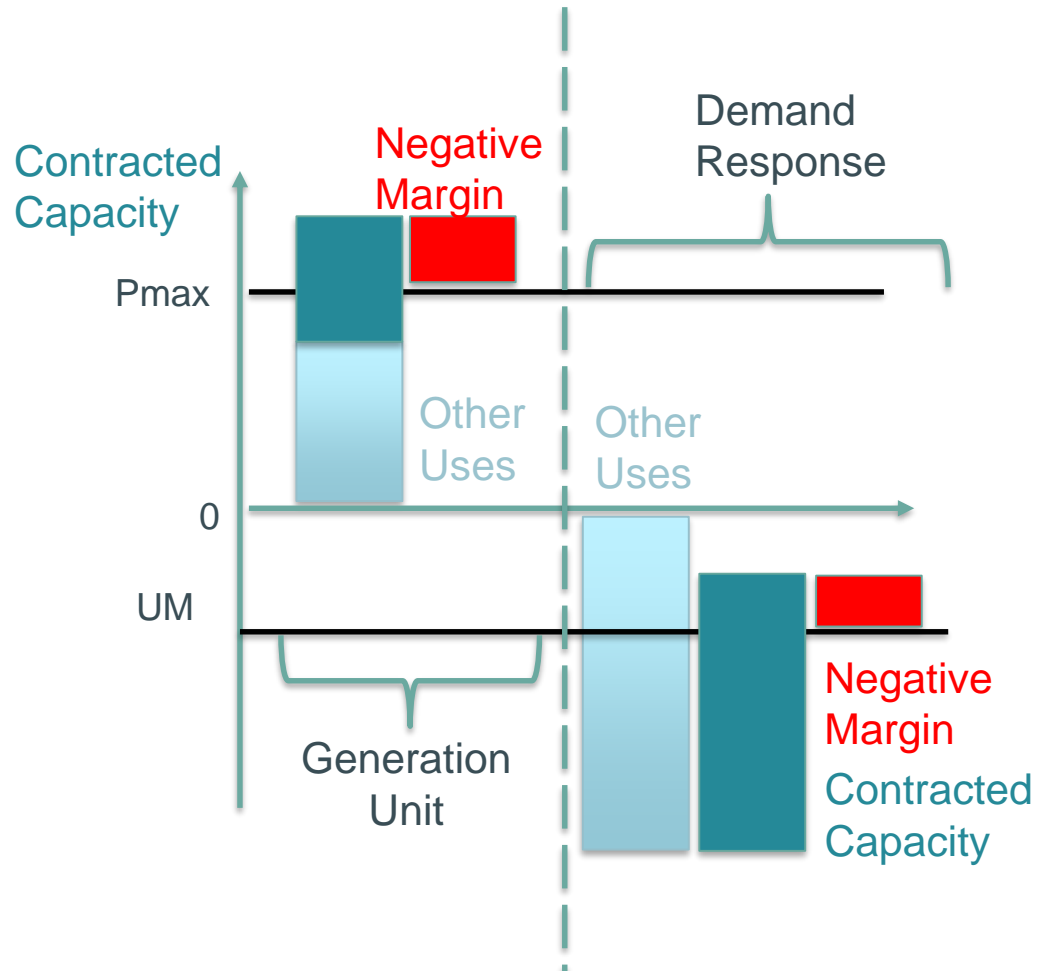 Contracted
Capacity
Negative
Margin
Demand
Response
Pmax
Other
Uses
Other
Uses
0
UM
Generation
Unit
Negative
Margin
Contracted
Capacity